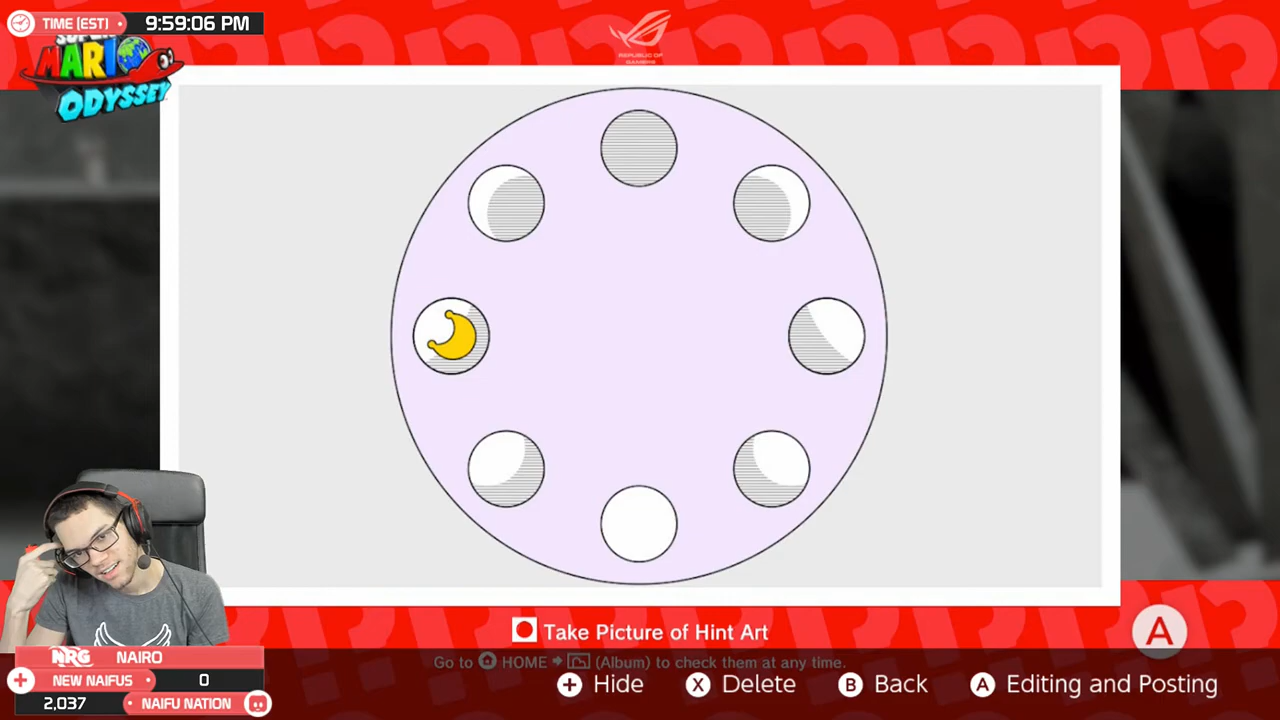 TIME (EST)
9:59:06 PM
SUPER
MARIO
ODYSSEY
REPUBLIC OF
GAMERS
Take Picture of Hint Art
Go to HOME → (Album) to check them at any time.
A
+ Hide
X Delete
B Back
A Editing and Posting
NRG NAIRO
NEW NAIFUS 0
2,037 NAIFU NATION